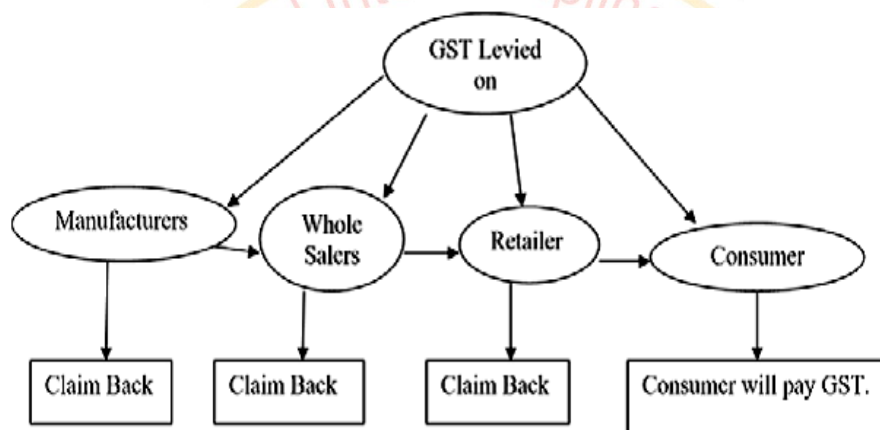 GST Levied
on
Manufacturers
Whole
Salers
Retailer
Consumer
Claim Back
Claim Back
Claim Back
Consumer will pay GST.